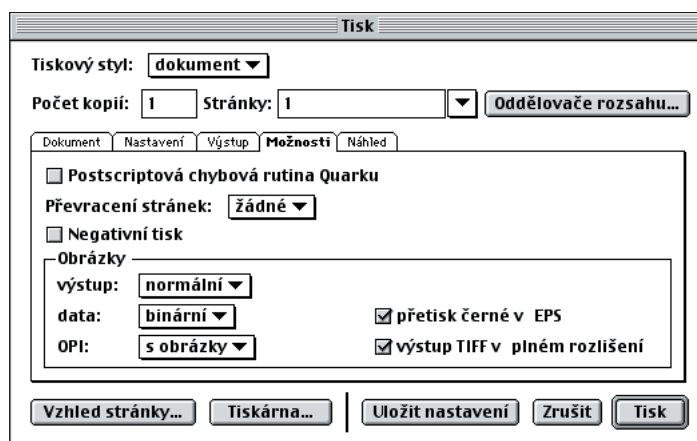 Tisk
Tiskový styl: dokument
Počet kopií: 1 Stránky: 1 Oddělovače rozsahu...
Dokument Nastavení Výstup Možnosti Náhled
Postscriptová chybová rutina Quarku
Převracení stránek: žádné
Negativní tisk
Obrázky
výstup: normální
data: binární přetisk černé v EPS
OPI: s obrázky výstup TIFF v plném rozlišení
Vzhled stránky... Tiskárna... Uložit nastavení Zrušit Tisk